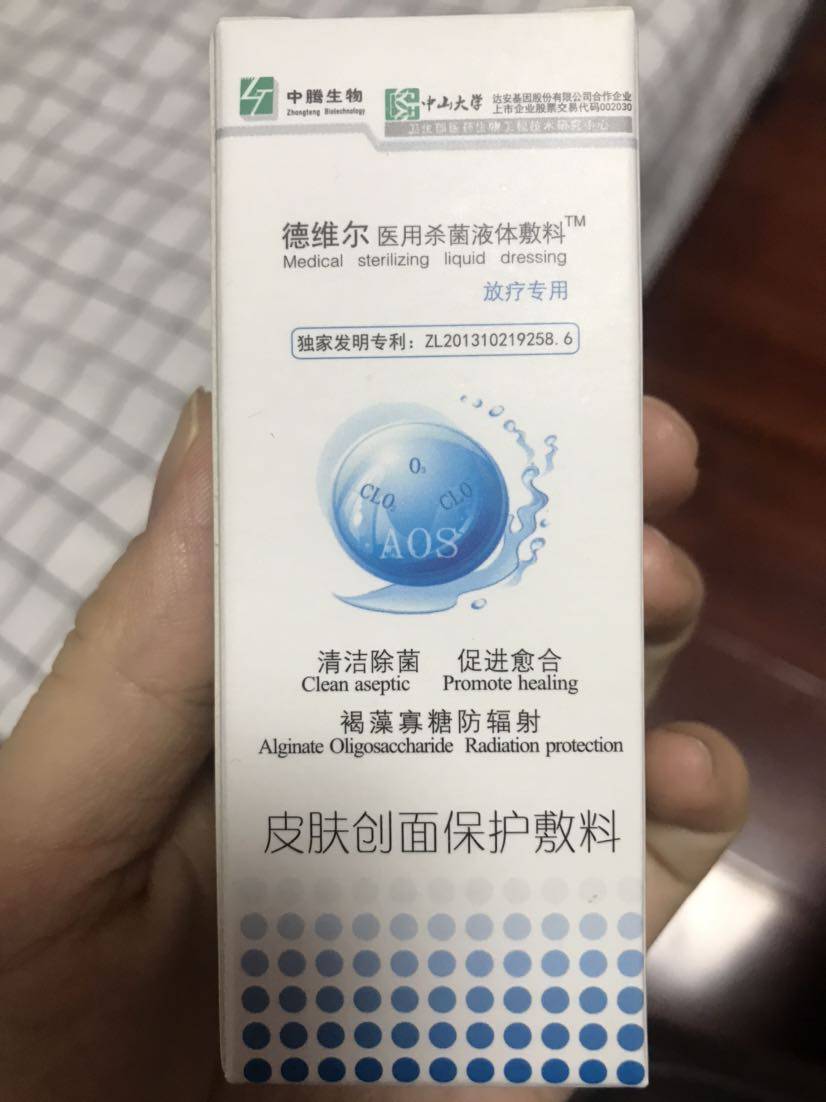 中腾生物
Zhongteng Biotechnology
中山大学
达安基因股份有限公司合作企业
上市企业股票交易代码002030
德维尔 医用杀菌液体敷料™
Medical sterilizing liquid dressing
放疗专用
独家发明专利：ZL201310219258.6
O₃
CLO₂ CLO
AOS
清洁除菌 促进愈合
Clean aseptic Promote healing
褐藻寡糖防辐射
Alginate Oligosaccharide Radiation protection
皮肤创面保护敷料